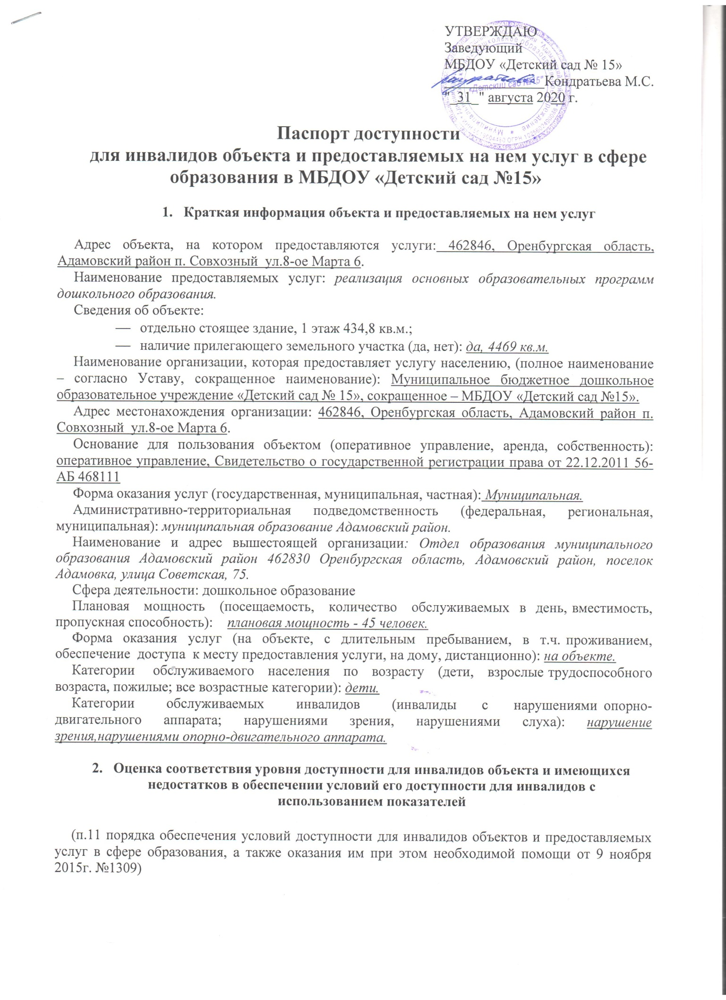 УТВЕРЖДАЮ
Заведующий
МБДОУ «Детский сад № 15»
Кондратьева М.С.
"_31_" августа 2020 г.
«Детский сад №15"
Паспорт доступности
для инвалидов объекта и предоставляемых на нем услуг в сфере
образования в МБДОУ «Детский сад №15»
1. Краткая информация объекта и предоставляемых на нем услуг
Адрес объекта, на котором предоставляются услуги: 462846, Оренбургская область,
Адамовский район п. Совхозный ул.8-ое Марта 6.
Наименование предоставляемых услуг: реализация основных образовательных программ
дошкольного образования.
Сведения об объекте:
— отдельно стоящее здание, 1 этаж 434,8 кв.м.;
— наличие прилегающего земельного участка (да, нет): да, 4469 кв.м.
Наименование организации, которая предоставляет услугу населению, (полное наименование
– согласно Уставу, сокращенное наименование): Муниципальное бюджетное дошкольное
образовательное учреждение «Детский сад № 15», сокращенное – МБДОУ «Детский сад №15».
Адрес местонахождения организации: 462846, Оренбургская область, Адамовский район п.
Совхозный ул.8-ое Марта 6.
Основание для пользования объектом (оперативное управление, аренда, собственность):
оперативное управление, Свидетельство о государственной регистрации права от 22.12.2011 56-
АБ 468111
Форма оказания услуг (государственная, муниципальная, частная): Муниципальная.
Административно-территориальная подведомственность (федеральная, региональная,
муниципальная): муниципальная образование Адамовский район.
Наименование и адрес вышестоящей организации: Отдел образования муниципального
образования Адамовский район 462830 Оренбургская область, Адамовский район, поселок
Адамовка, улица Советская, 75.
Сфера деятельности: дошкольное образование
Плановая мощность (посещаемость, количество обслуживаемых в день, вместимость,
пропускная способность): плановая мощность - 45 человек.
Форма оказания услуг (на объекте, с длительным пребыванием, в т.ч. проживанием,
обеспечение доступа к месту предоставления услуги, на дому, дистанционно): на объекте.
Категории обслуживаемого населения по возрасту (дети, взрослые трудоспособного
возраста, пожилые; все возрастные категории): дети.
Категории обслуживаемых инвалидов (инвалиды с нарушениями опорно-
двигательного аппарата; нарушениями зрения, нарушениями слуха): нарушение
зрения,нарушениями опорно-двигательного аппарата.
2. Оценка соответствия уровня доступности для инвалидов объекта и имеющихся
недостатков в обеспечении условий его доступности для инвалидов с
использованием показателей
(п.11 порядка обеспечения условий доступности для инвалидов объектов и предоставляемых
услуг в сфере образования, а также оказания им при этом необходимой помощи от 9 ноября
2015г. №1309)